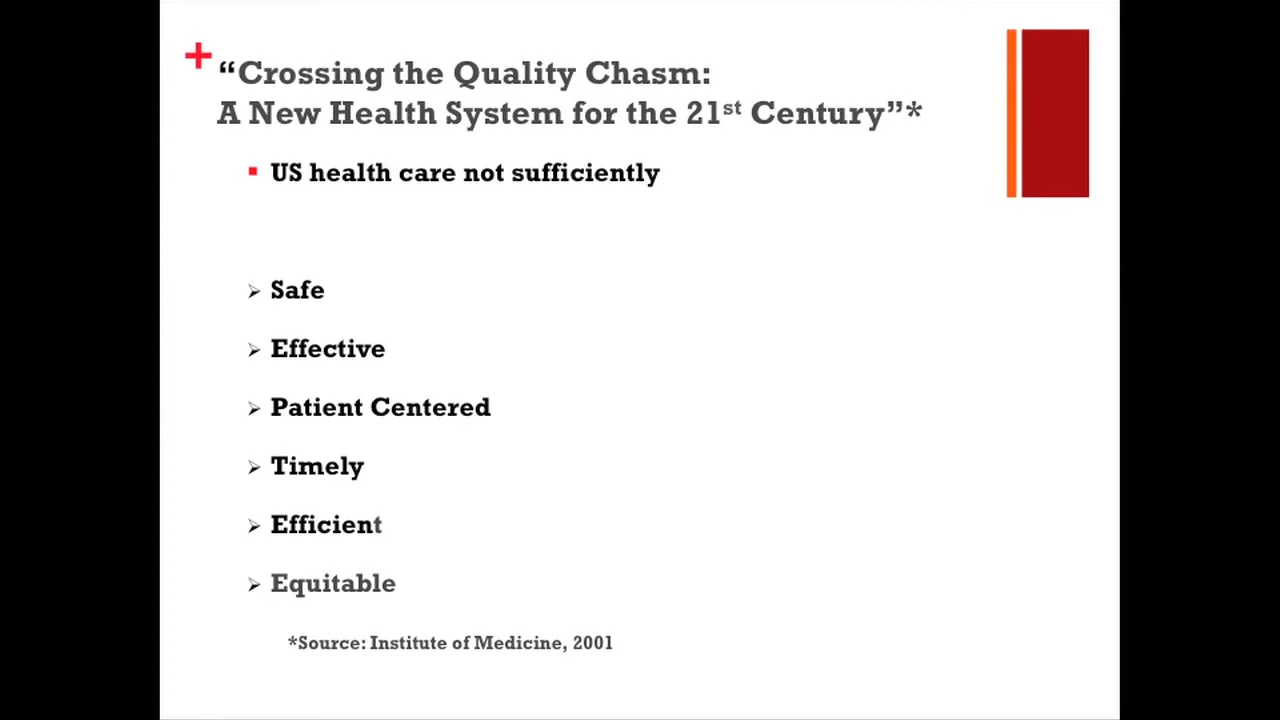 “Crossing the Quality Chasm:
A New Health System for the 21st Century”*
US health care not sufficiently
Safe
Effective
Patient Centered
Timely
Efficient
Equitable
*Source: Institute of Medicine, 2001